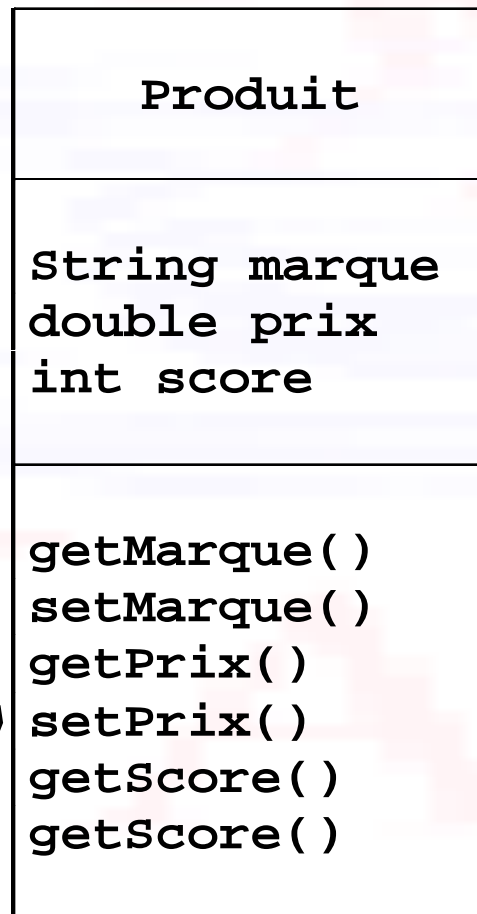 Produit
String marque
double prix
int score
getMarque()
setMarque()
getPrix()
setPrix()
getScore()
getScore()